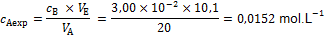 c_Aexp = (c_B × V_E) / V_A = (3,00 × 10⁻² × 10,1) / 20 = 0,0152 mol.L⁻¹